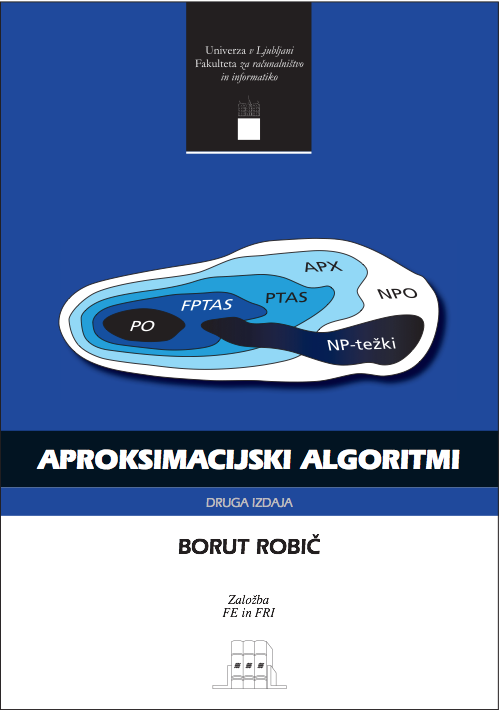 Univerza v Ljubljani
Fakulteta za računalništvo
in informatiko
APX
NPO
PTAS
FPTAS
PO
NP-težki
APROKSIMACIJSKI ALGORITMI
DRUGA IZDAJA
BORUT ROBIČ
Založba
FE in FRI